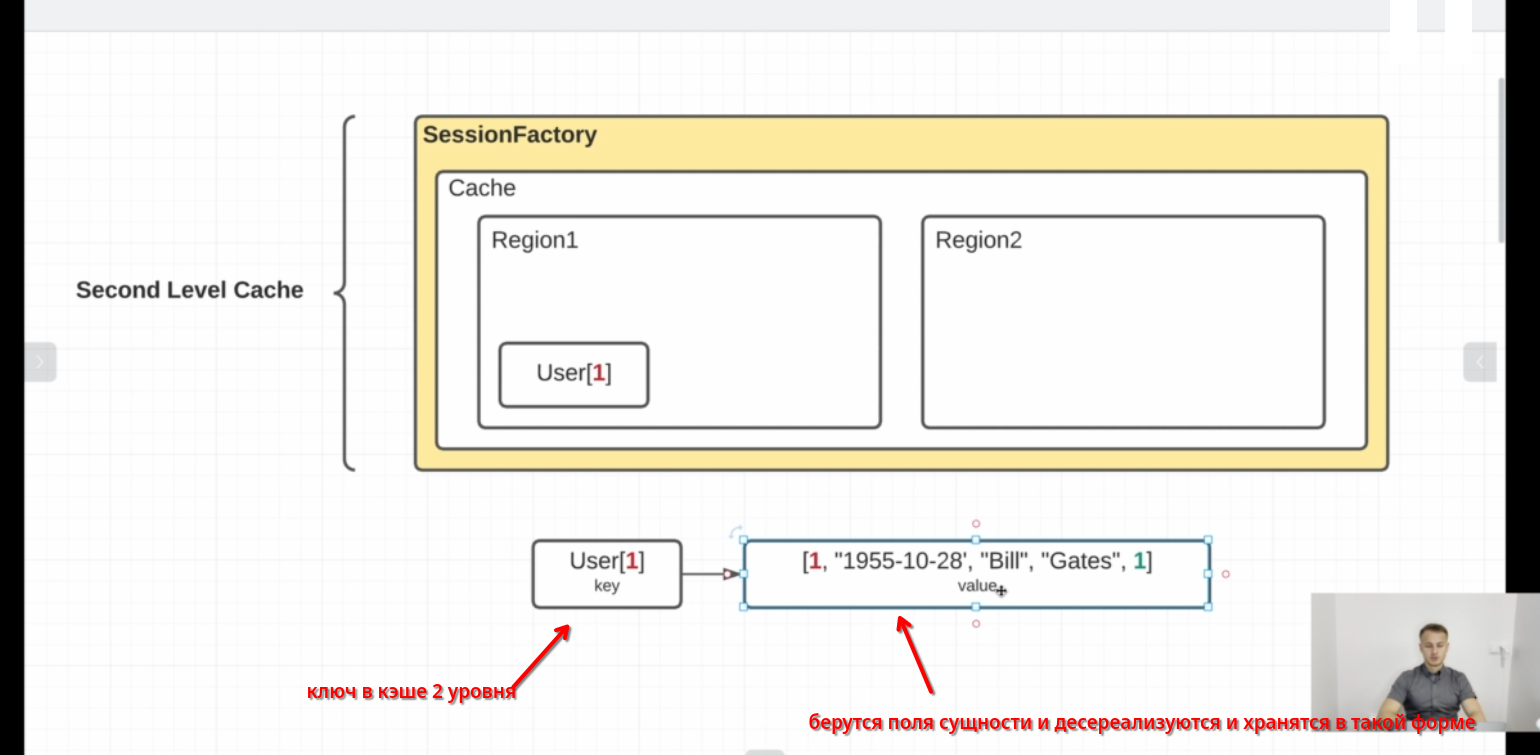 SessionFactory
Cache
Region1
Region2
Second Level Cache
User[1]
User[1]
key
[1, "1955-10-28', "Bill", "Gates", 1]
value
ключ в кэше 2 уровня
берутся поля сущности и десереализуются и хранятся в такой форме